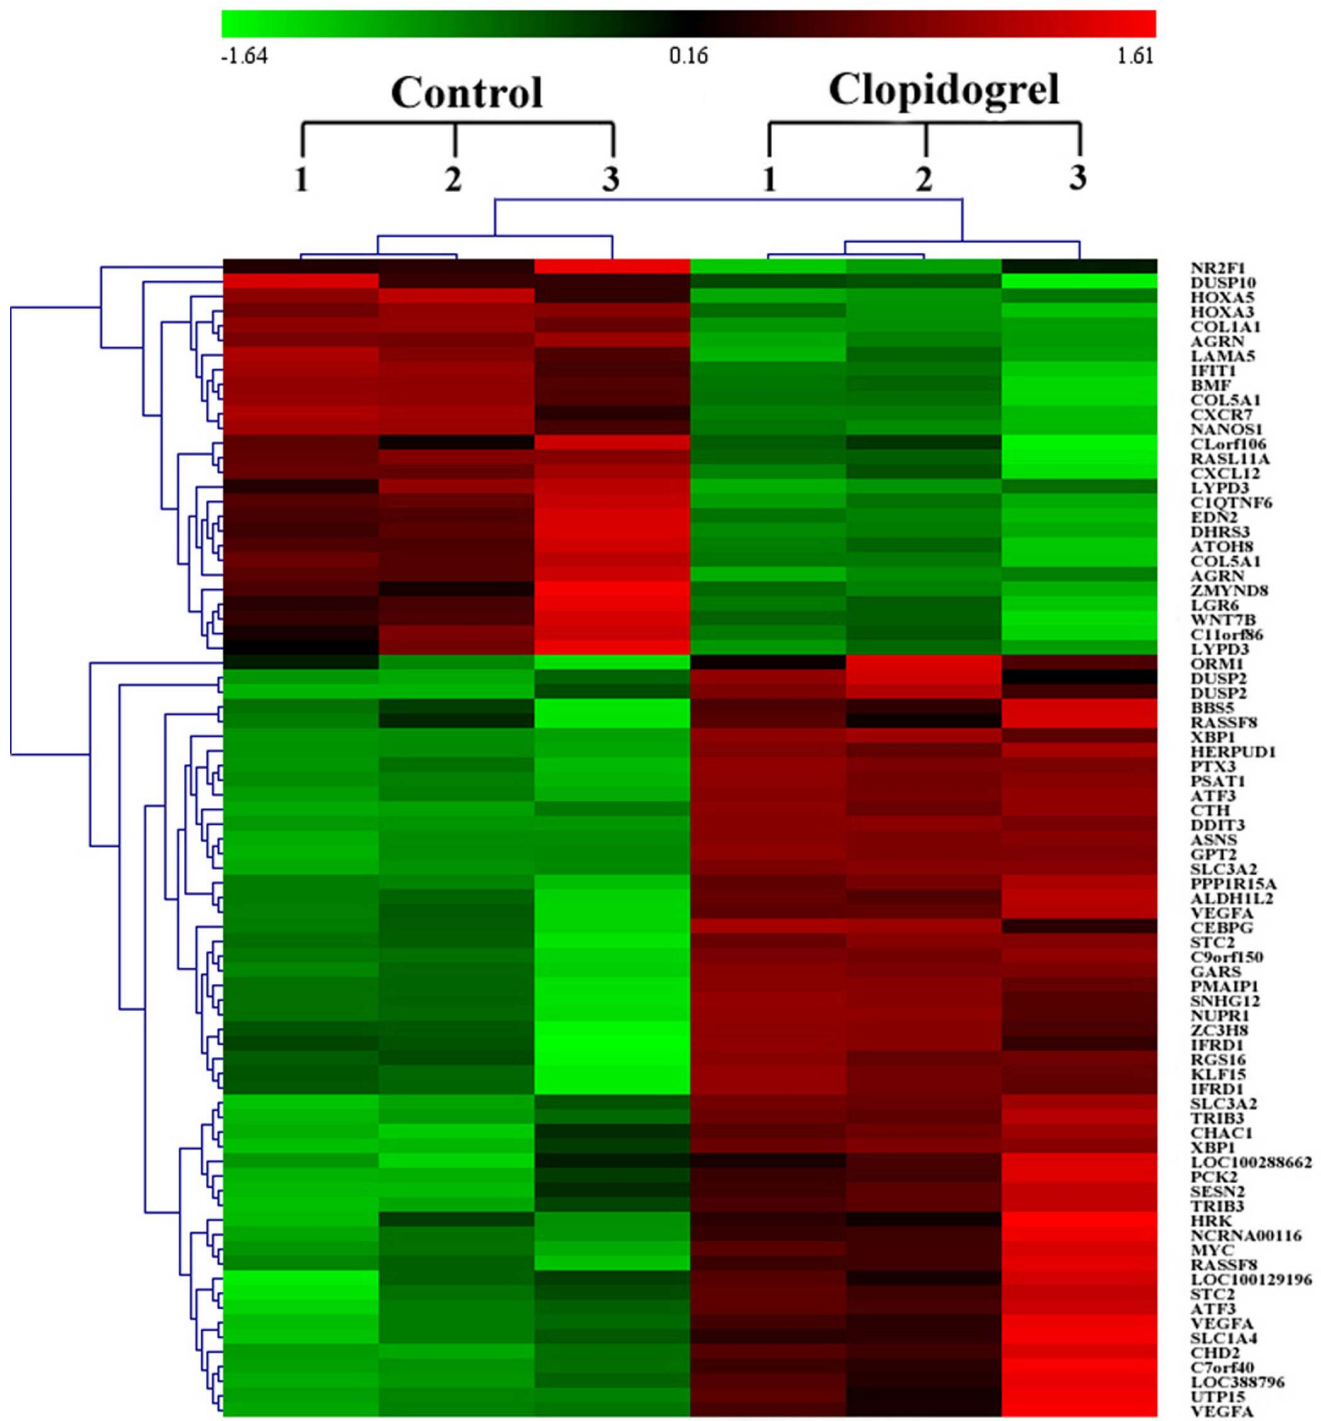 -1.64 0.16 1.61
Control Clopidogrel
1 2 3 1 2 3
NR2F1
DUSP10
HOXA5
HOXA3
COL1A1
AGRN
LAMA5
IFIT1
BMF
COL5A1
CXCR7
NANOS1
CLorf106
RASL11A
CXCL12
LYPD3
C1QTNF6
EDN2
DHRS3
ATOH8
COL5A1
AGRN
ZMYND8
LGR6
WNT7B
C11orf86
LYPD3
ORM1
DUSP2
DUSP2
BBS5
RASSF8
XBP1
HERPUD1
PTX3
PSAT1
ATF3
CTH
DDIT3
ASNS
GPT2
SLC3A2
PPP1R15A
ALDH1L2
VEGFA
CEBPG
STC2
C9orf150
GARS
PMAIP1
SNHG12
NUPR1
ZC3H8
IFRD1
RGS16
KLF15
IFRD1
SLC3A2
TRIB3
CHAC1
XBP1
LOC100288662
PCK2
SESN2
TRIB3
HRK
NCRNA00116
MYC
RASSF8
LOC100129196
STC2
ATF3
VEGFA
SLC1A4
CHD2
C7orf40
LOC388796
UTP15
VEGFA